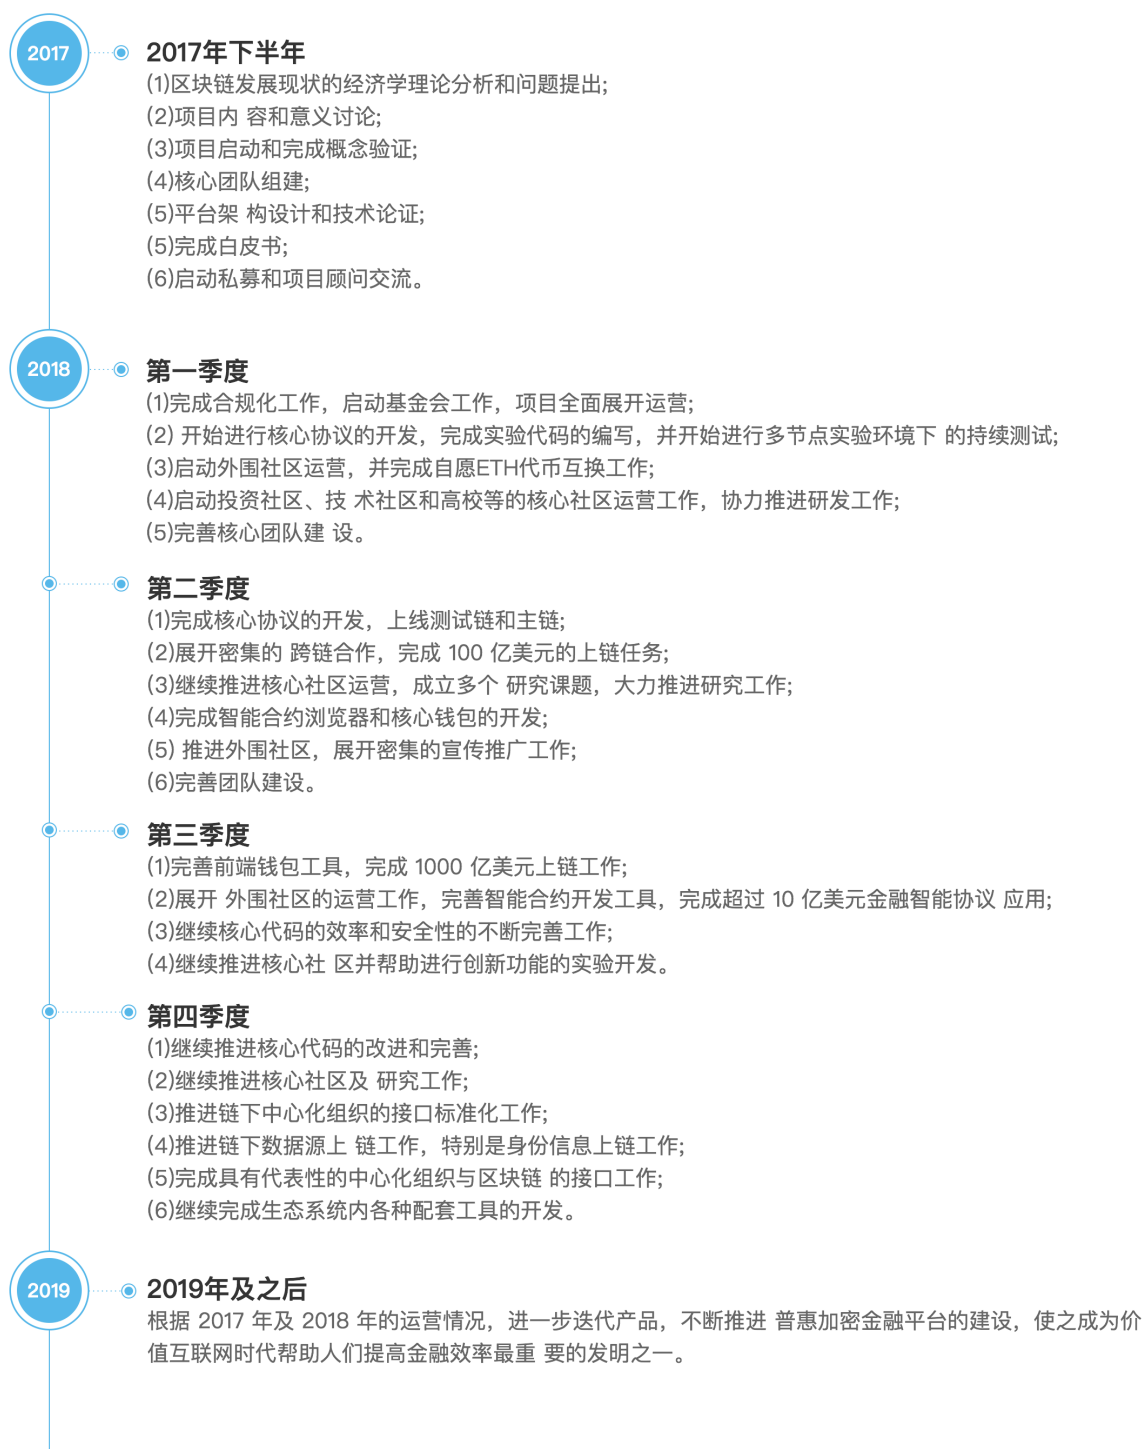 2017
2017年下半年
(1)区块链发展现状的经济学理论分析和问题提出;
(2)项目内 容和意义讨论;
(3)项目启动和完成概念验证;
(4)核心团队组建;
(5)平台架 构设计和技术论证;
(5)完成白皮书;
(6)启动私募和项目顾问交流。
2018
第一季度
(1)完成合规化工作，启动基金会工作，项目全面展开运营;
(2) 开始进行核心协议的开发，完成实验代码的编写，并开始进行多节点实验环境下 的持续测试;
(3)启动外围社区运营，并完成自愿ETH代币互换工作;
(4)启动投资社区、技 术社区和高校等的核心社区运营工作，协力推进研发工作;
(5)完善核心团队建 设。
第二季度
(1)完成核心协议的开发，上线测试链和主链;
(2)展开密集的 跨链合作，完成 100 亿美元的上链任务;
(3)继续推进核心社区运营，成立多个 研究课题，大力推进研究工作;
(4)完成智能合约浏览器和核心钱包的开发;
(5) 推进外围社区，展开密集的宣传推广工作;
(6)完善团队建设。
第三季度
(1)完善前端钱包工具，完成 1000 亿美元上链工作;
(2)展开 外围社区的运营工作，完善智能合约开发工具，完成超过 10 亿美元金融智能协议 应用;
(3)继续核心代码的效率和安全性的不断完善工作;
(4)继续推进核心社 区并帮助进行创新功能的实验开发。
第四季度
(1)继续推进核心代码的改进和完善;
(2)继续推进核心社区及 研究工作;
(3)推进链下中心化组织的接口标准化工作;
(4)推进链下数据源上 链工作，特别是身份信息上链工作;
(5)完成具有代表性的中心化组织与区块链 的接口工作;
(6)继续完成生态系统内各种配套工具的开发。
2019
2019年及之后
根据 2017 年及 2018 年的运营情况，进一步迭代产品，不断推进 普惠加密金融平台的建设，使之成为价
值互联网时代帮助人们提高金融效率最重 要的发明之一。